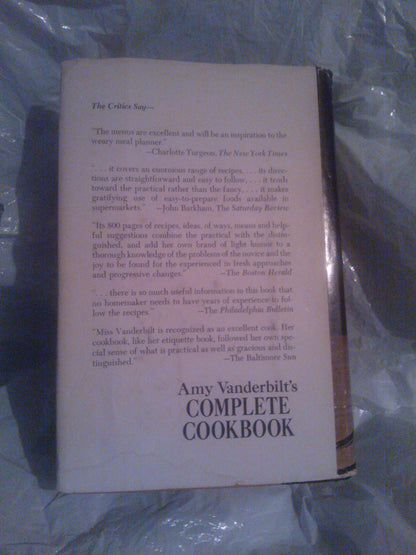 The Critics Say—
"The menus are excellent and will be an inspiration to the
weary meal planner."
—Charlotte Turgeon, The New York Times
". . . it covers an enormous range of recipes. . . . its direc-
tions are straightforward and easy to follow. . . . it tends
toward the practical rather than the fancy. . . . it makes
gratifying use of easy-to-prepare foods available in
supermarkets." —John Barkham, The Saturday Review
"Its 800 pages of recipes, ideas, of ways, means and help-
ful suggestions combine the practical with the distin-
guished, and add her own brand of light humor to a
thorough knowledge of the problems of the novice and the
joy to be found for the experienced in fresh approaches
and progressive changes." —The Boston Herald
". . . there is so much useful information in this book that
no homemaker needs to have years of experience to fol-
low the recipes." —The Philadelphia Bulletin
"Miss Vanderbilt is recognized as an excellent cook. Her
cookbook, like her etiquette book, followed her own spe-
cial sense of what is practical as well as gracious and dis-
tinguished." —The Baltimore Sun
Amy Vanderbilt's
COMPLETE
COOKBOOK